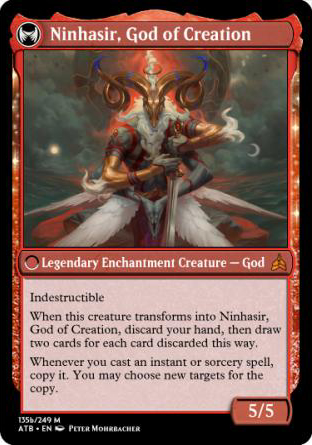 Ninhasir, God of Creation
Legendary Enchantment Creature — God
Indestructible
When this creature transforms into Ninhasir,
God of Creation, discard your hand, then draw
two cards for each card discarded this way.
Whenever you cast an instant or sorcery spell,
copy it. You may choose new targets for the
copy.
135b/249 M
ATB • EN Peter Mohrbacher
5/5